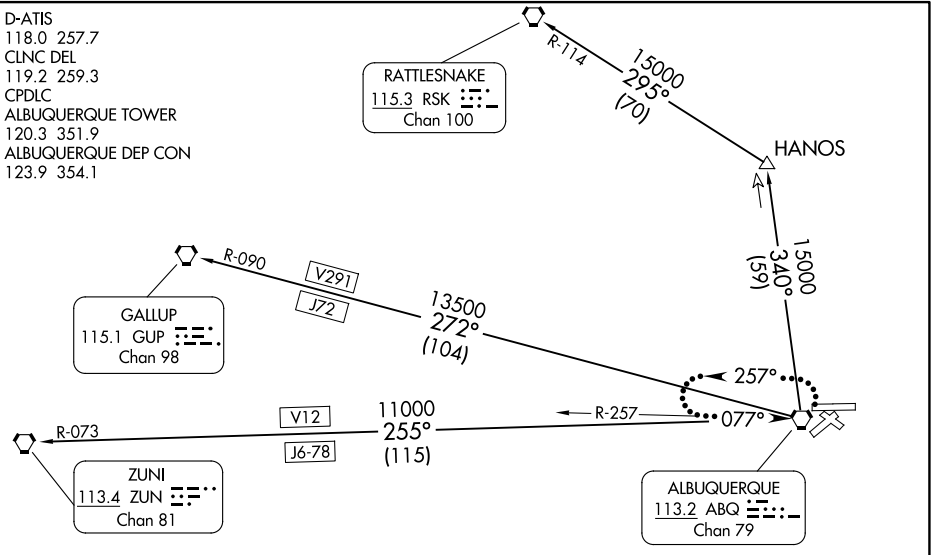 D-ATIS
118.0 257.7
CLNC DEL
119.2 259.3
CPDLC
ALBUQUERQUE TOWER
120.3 351.9
ALBUQUERQUE DEP CON
123.9 354.1
RATTLESNAKE
115.3 RSK
Chan 100
R-114
15000
295°
(70)
HANOS
15000
340°
(59)
R-090
V291
J72
13500
272°
(104)
GALLUP
115.1 GUP
Chan 98
257°
R-257
077°
R-073
V12
J6-78
11000
255°
(115)
ZUNI
113.4 ZUN
Chan 81
ALBUQUERQUE
113.2 ABQ
Chan 79